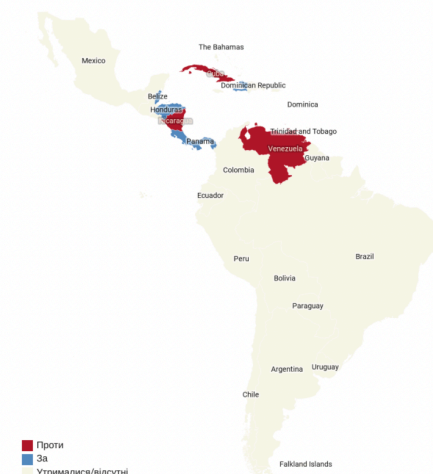 The Bahamas
Mexico
Cuba
Dominican Republic
Belize
Dominica
Honduras
Nicaragua
Trinidad and Tobago
Panama
Venezuela
Guyana
Colombia
Ecuador
Peru
Brazil
Bolivia
Paraguay
Argentina
Uruguay
Chile
Проти
За
Falkland Islands
Утрималися/відсутні